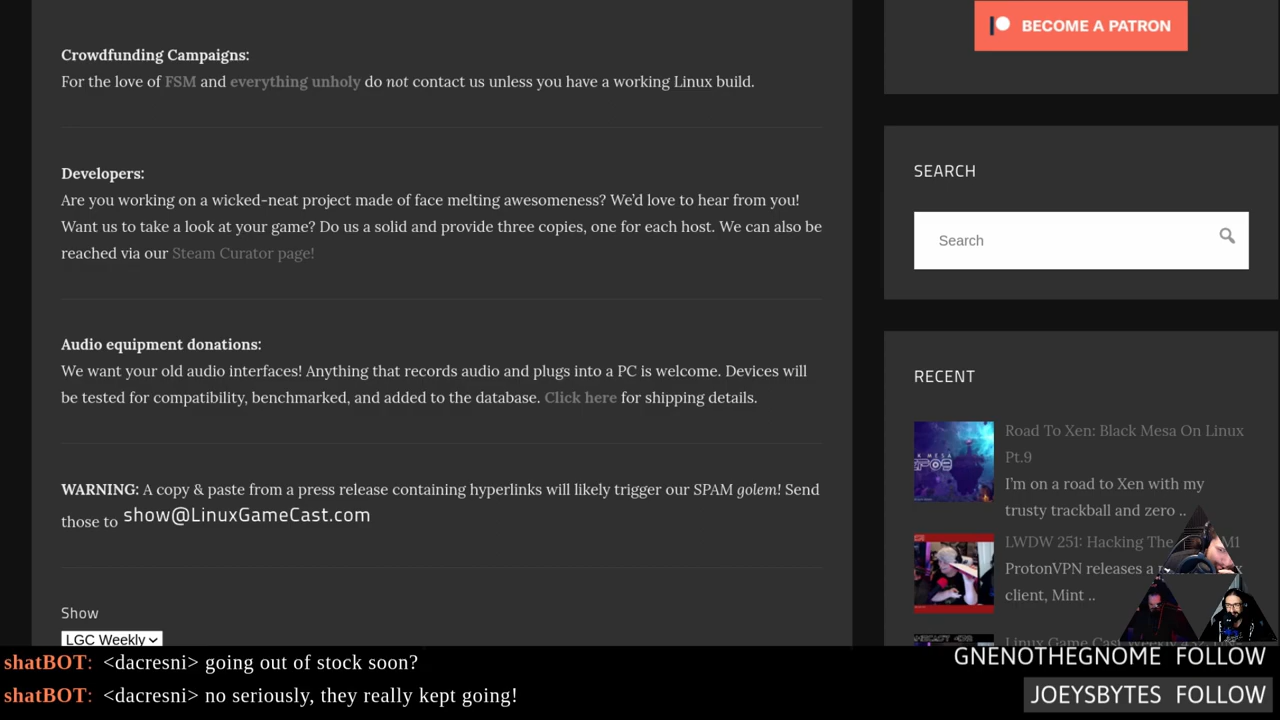 Crowdfunding Campaigns:
For the love of FSM and everything unholy do not contact us unless you have a working Linux build.
Developers:
Are you working on a wicked-neat project made of face melting awesomeness? We'd love to hear from you!
Want us to take a look at your game? Do us a solid and provide three copies, one for each host. We can also be
reached via our Steam Curator page!
Audio equipment donations:
We want your old audio interfaces! Anything that records audio and plugs into a PC is welcome. Devices will
be tested for compatibility, benchmarked, and added to the database. Click here for shipping details.
WARNING: A copy & paste from a press release containing hyperlinks will likely trigger our SPAM golem! Send
those to show@LinuxGameCast.com
Show
LGC Weekly
BECOME A PATRON
SEARCH
Search
RECENT
Road To Xen: Black Mesa On Linux
Pt.9
I'm on a road to Xen with my
trusty trackball and zero ..
LWDW 251: Hacking The M1
ProtonVPN releases a
client, Mint ..
Linux Game Cast Weekly
shatBOT: <dacresni> going out of stock soon?
shatBOT: <dacresni> no seriously, they really kept going!
GNENOTHEGNOME FOLLOW
JOEYSBYTES FOLLOW